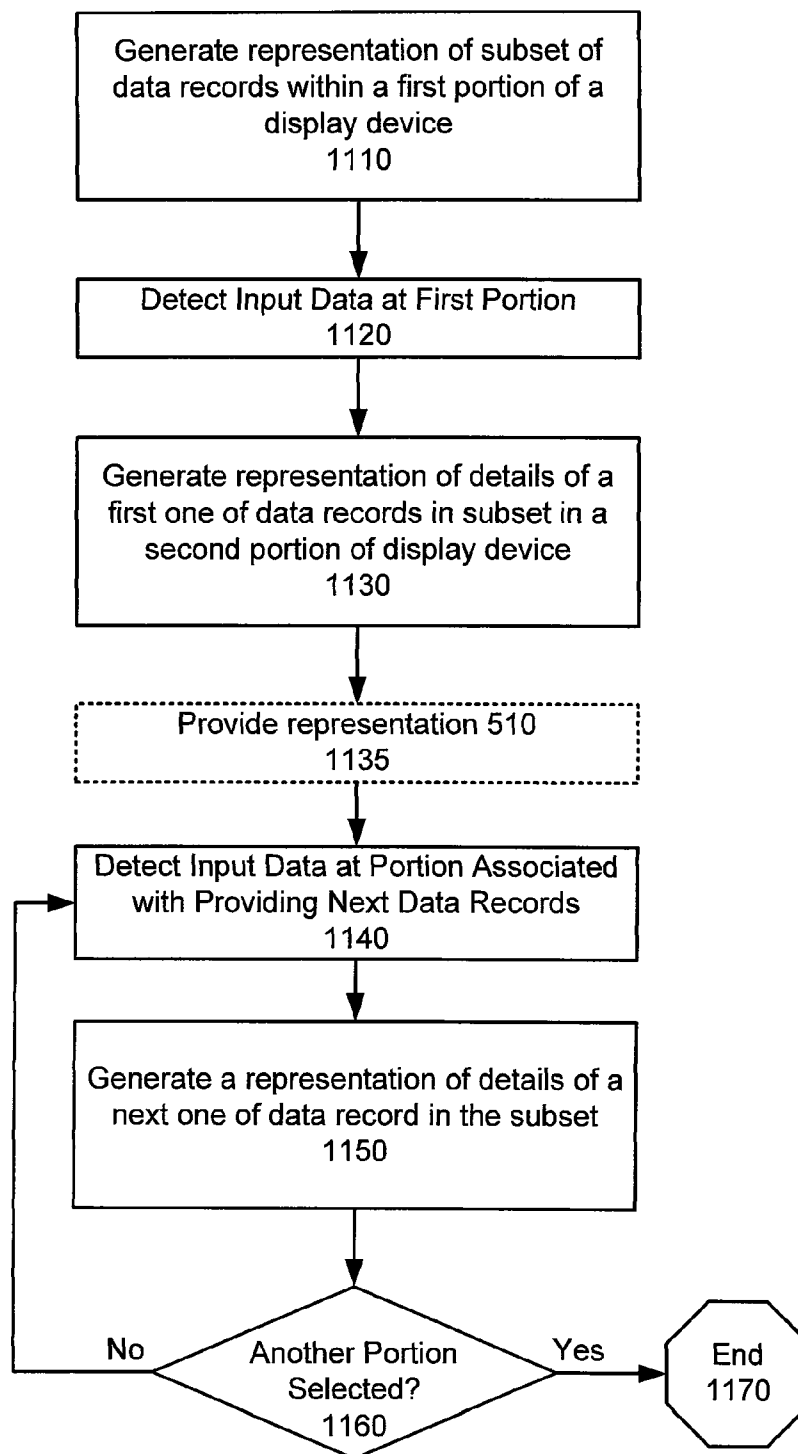 Generate representation of subset of
data records within a first portion of a
display device
1110
Detect Input Data at First Portion
1120
Generate representation of details of a
first one of data records in subset in a
second portion of display device
1130
Provide representation 510
1135
Detect Input Data at Portion Associated
with Providing Next Data Records
1140
Generate a representation of details of a
next one of data record in the subset
1150
No
Another Portion
Selected?
1160
Yes
End
1170